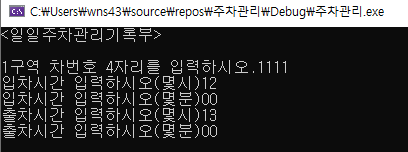 C:\Users\wns43\source\repos\주차관리\Debug\주차관리.exe
<일일주차관리기록부>
1구역 차번호 4자리를 입력하시오.1111
입차시간 입력하시오(몇시)12
입차시간 입력하시오(몇분)00
출차시간 입력하시오(몇시)13
출차시간 입력하시오(몇분)00